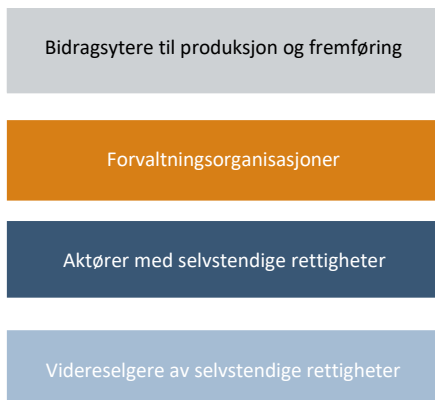 Bidragsytere til produksjon og fremføring
Forvaltningsorganisasjoner
Aktører med selvstendige rettigheter
Videreselgere av selvstendige rettigheter